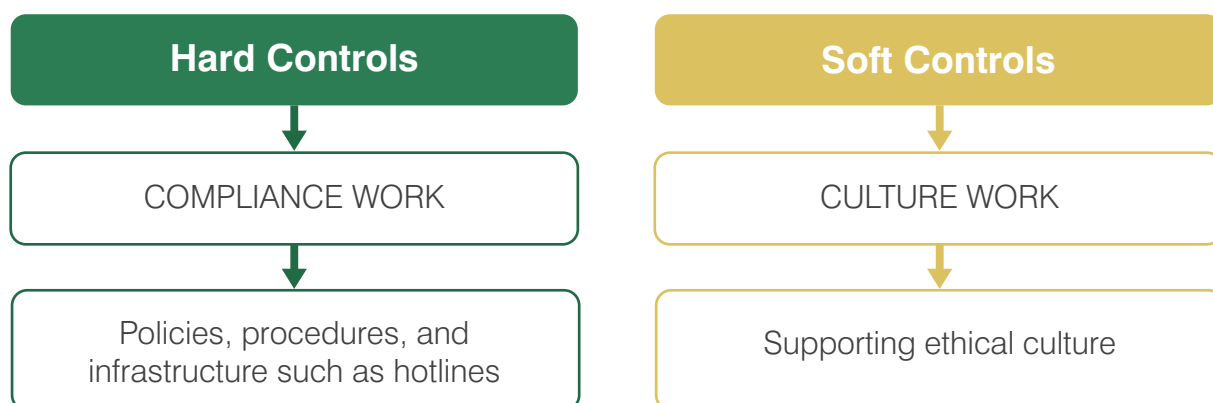 Hard Controls
COMPLIANCE WORK
Policies, procedures, and
infrastructure such as hotlines
Soft Controls
CULTURE WORK
Supporting ethical culture